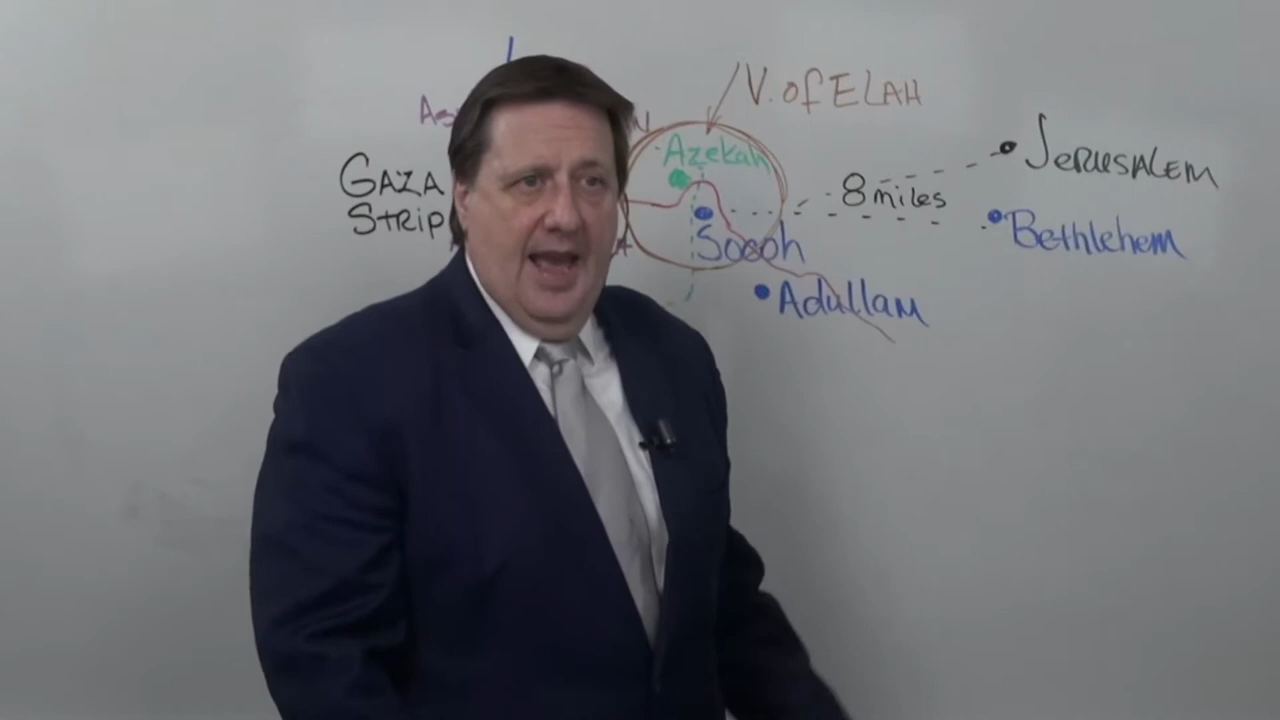 V. of ELAH
Azekah
JERUSALEM
GAZA
STRIP
8 miles
Socoh
Bethlehem
Adullam